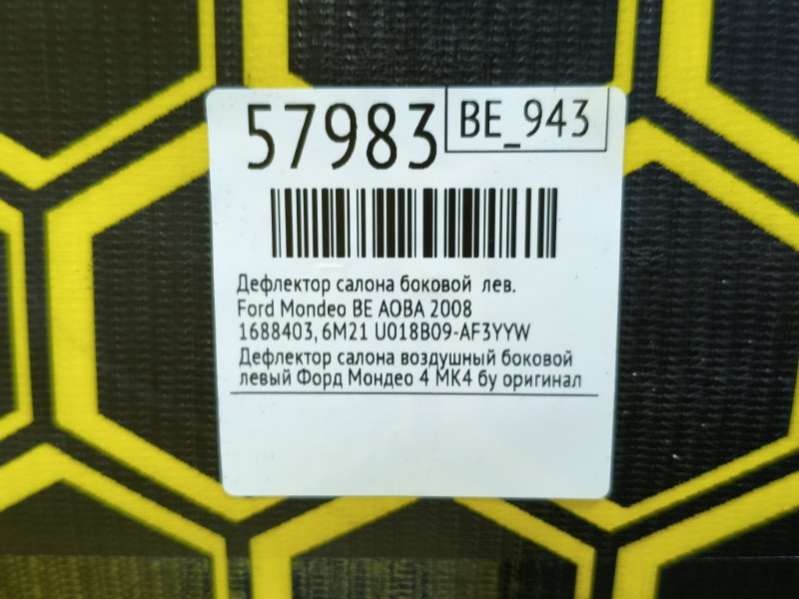 57983
BE_943
Дефлектор салона боковой лев.
Ford Mondeo BE AOBA 2008
1688403, 6M21 U018B09-AF3YYW
Дефлектор салона воздушный боковой
левый Форд Мондео 4 МК4 бу оригинал